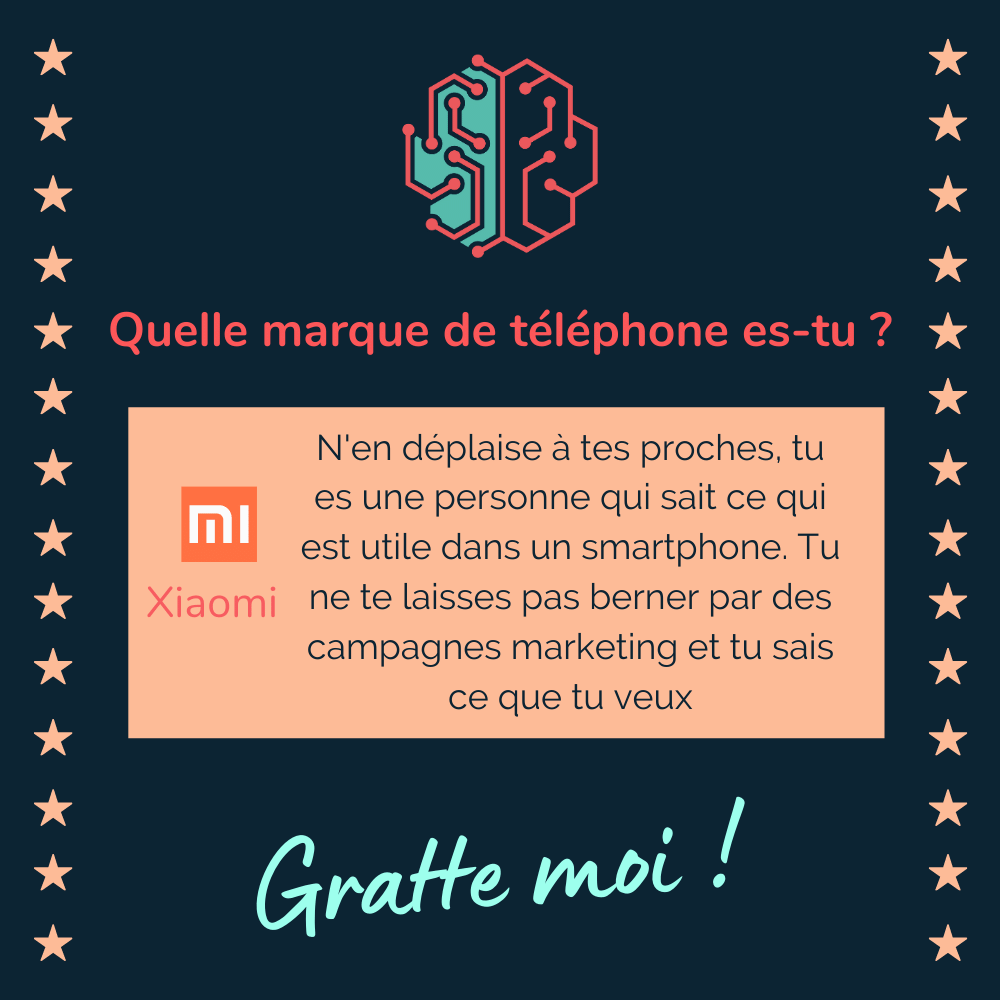 Quelle marque de téléphone es-tu ?
mi
Xiaomi
N'en déplaise à tes proches, tu
es une personne qui sait ce qui
est utile dans un smartphone. Tu
ne te laisses pas berner par des
campagnes marketing et tu sais
ce que tu veux
Gratte moi !